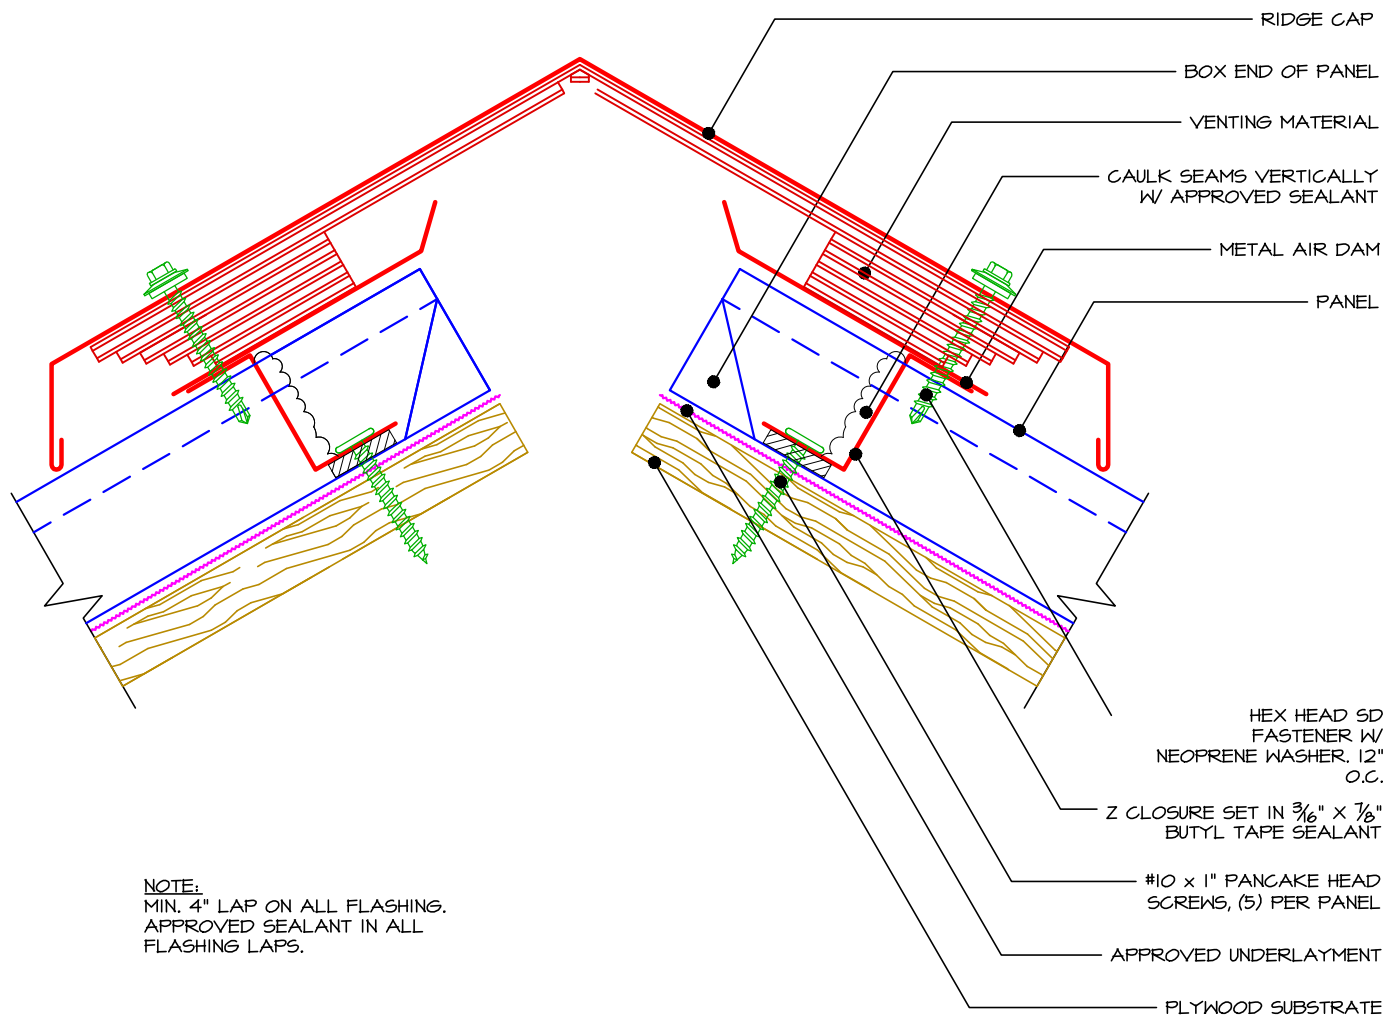 RIDGE CAP
BOX END OF PANEL
VENTING MATERIAL
CAULK SEAMS VERTICALLY
W/ APPROVED SEALANT
METAL AIR DAM
PANEL
HEX HEAD SD
FASTENER W/
NEOPRENE WASHER. 12"
O.C.
Z CLOSURE SET IN 3/16" X 7/8"
BUTYL TAPE SEALANT
#10 x 1" PANCAKE HEAD
SCREWS, (5) PER PANEL
APPROVED UNDERLAYMENT
PLYWOOD SUBSTRATE
NOTE:
MIN. 4" LAP ON ALL FLASHING.
APPROVED SEALANT IN ALL
FLASHING LAPS.